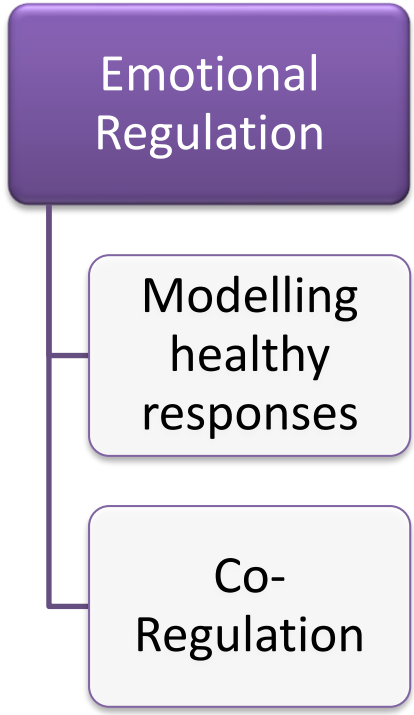 Emotional
Regulation
Modelling
healthy
responses
Co-
Regulation